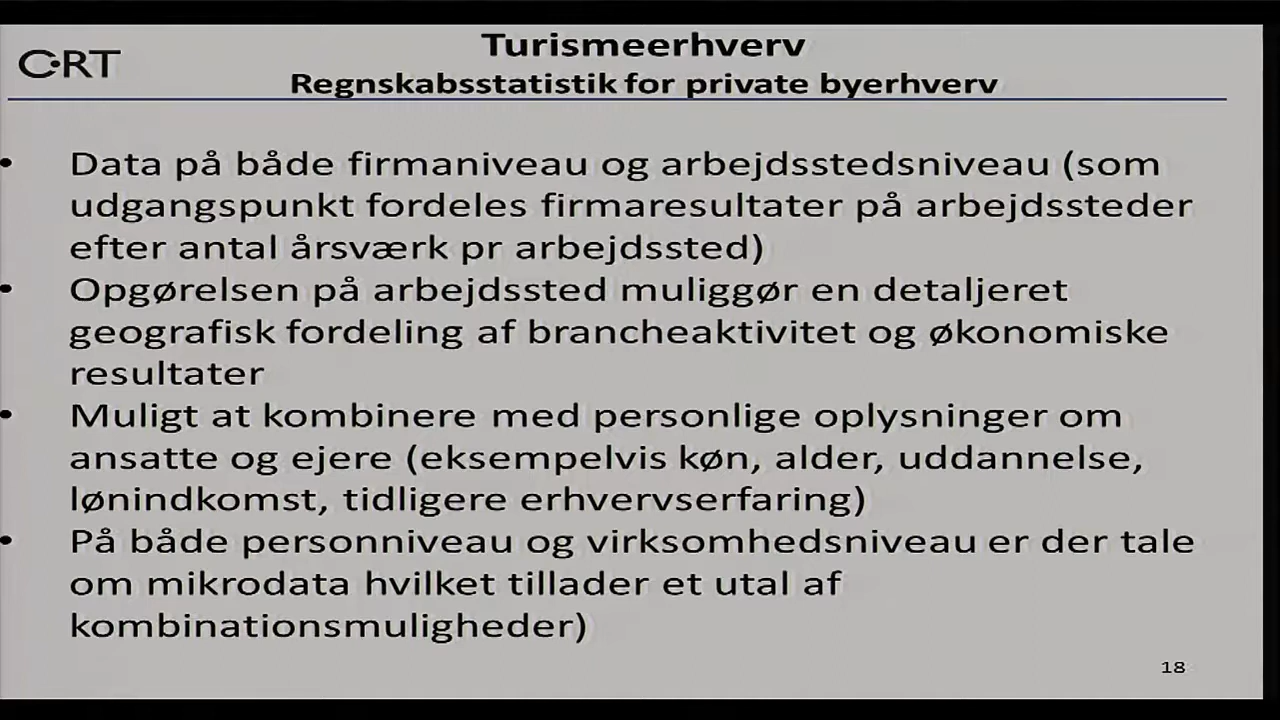 C·RT
Turismeerhverv
Regnskabsstatistik for private byerhverv
• Data på både firmaniveau og arbejdsstedsniveau (som
udgangspunkt fordeles firmaresultater på arbejdssteder
efter antal årsværk pr arbejdssted)
• Opgørelsen på arbejdssted muliggør en detaljeret
geografisk fordeling af brancheaktivitet og økonomiske
resultater
• Muligt at kombinere med personlige oplysninger om
ansatte og ejere (eksempelvis køn, alder, uddannelse,
lønindkomst, tidligere erhvervserfaring)
• På både personniveau og virksomhedsniveau er der tale
om mikrodata hvilket tillader et utal af
kombinationsmuligheder)
18